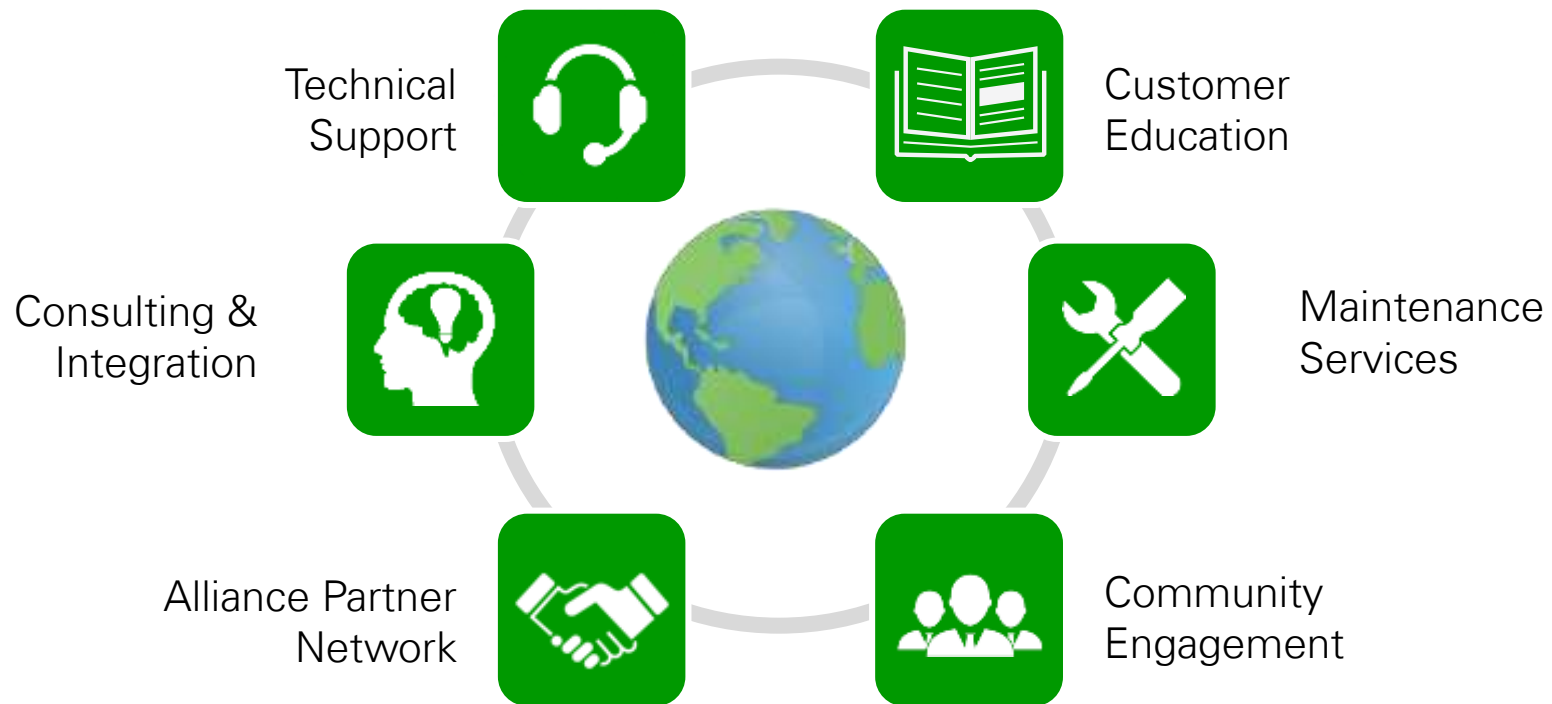 Technical
Support
Customer
Education
Consulting &
Integration
Maintenance
Services
Alliance Partner
Network
Community
Engagement